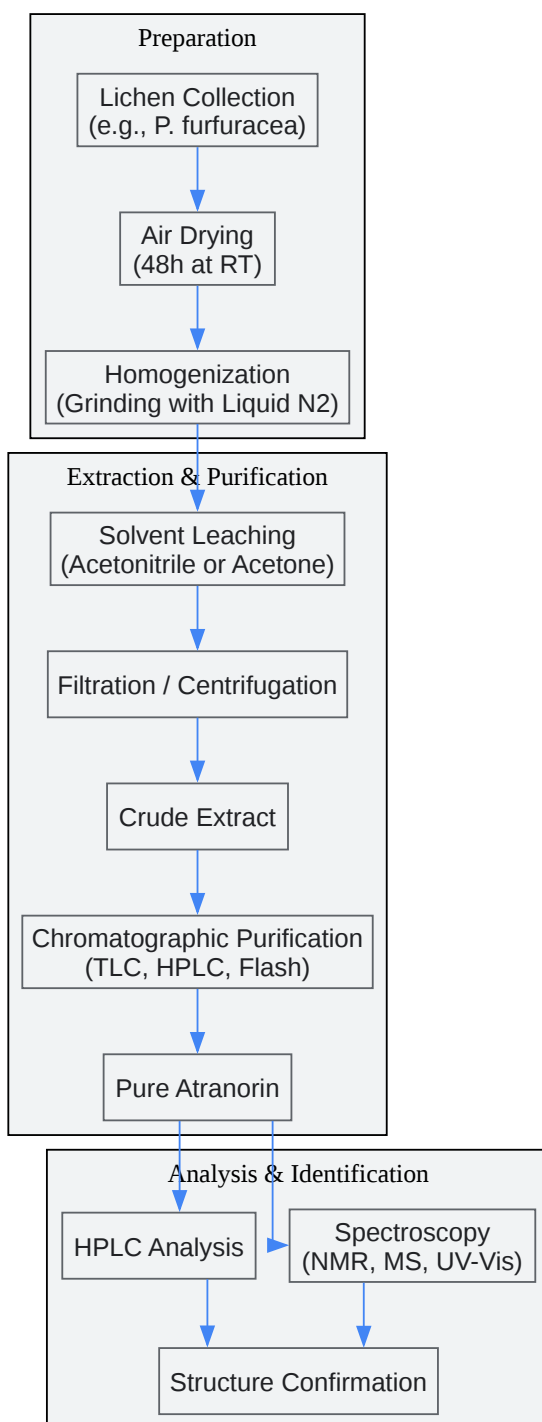 Preparation
Lichen Collection
(e.g., P. furfuracea)
Air Drying
(48h at RT)
Homogenization
(Grinding with Liquid N2)
Extraction & Purification
Solvent Leaching
(Acetonitrile or Acetone)
Filtration / Centrifugation
Crude Extract
Chromatographic Purification
(TLC, HPLC, Flash)
Pure Atranorin
Analysis & Identification
HPLC Analysis
Spectroscopy
(NMR, MS, UV-Vis)
Structure Confirmation